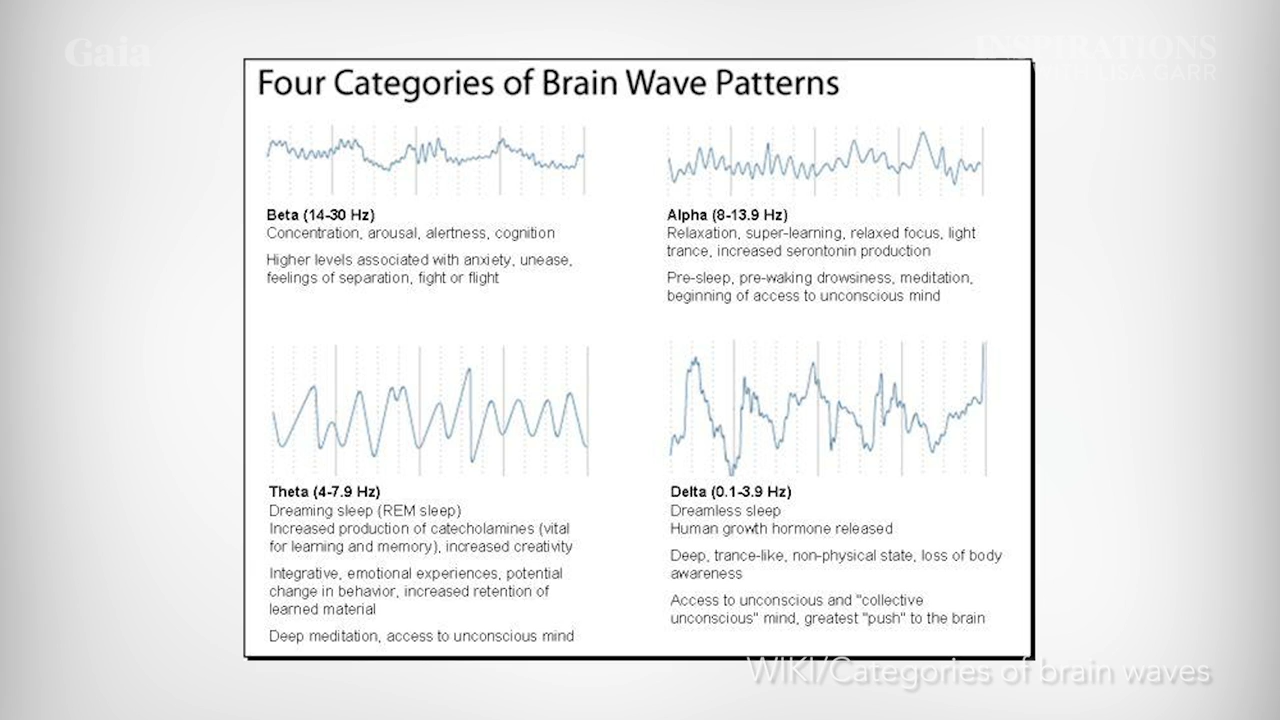 Gaia
INSPIRATIONS
WITH LISA GARR
Four Categories of Brain Wave Patterns
Beta (14-30 Hz)
Concentration, arousal, alertness, cognition
Higher levels associated with anxiety, unease,
feelings of separation, fight or flight
Alpha (8-13.9 Hz)
Relaxation, super-learning, relaxed focus, light
trance, increased serontonin production
Pre-sleep, pre-waking drowsiness, meditation,
beginning of access to unconscious mind
Theta (4-7.9 Hz)
Dreaming sleep (REM sleep)
Increased production of catecholamines (vital
for learning and memory), increased creativity
Integrative, emotional experiences, potential
change in behavior, increased retention of
learned material
Deep meditation, access to unconscious mind
Delta (0.1-3.9 Hz)
Dreamless sleep
Human growth hormone released
Deep, trance-like, non-physical state, loss of body
awareness
Access to unconscious and "collective
unconscious" mind, greatest "push" to the brain
WIKI/Categories of brain waves